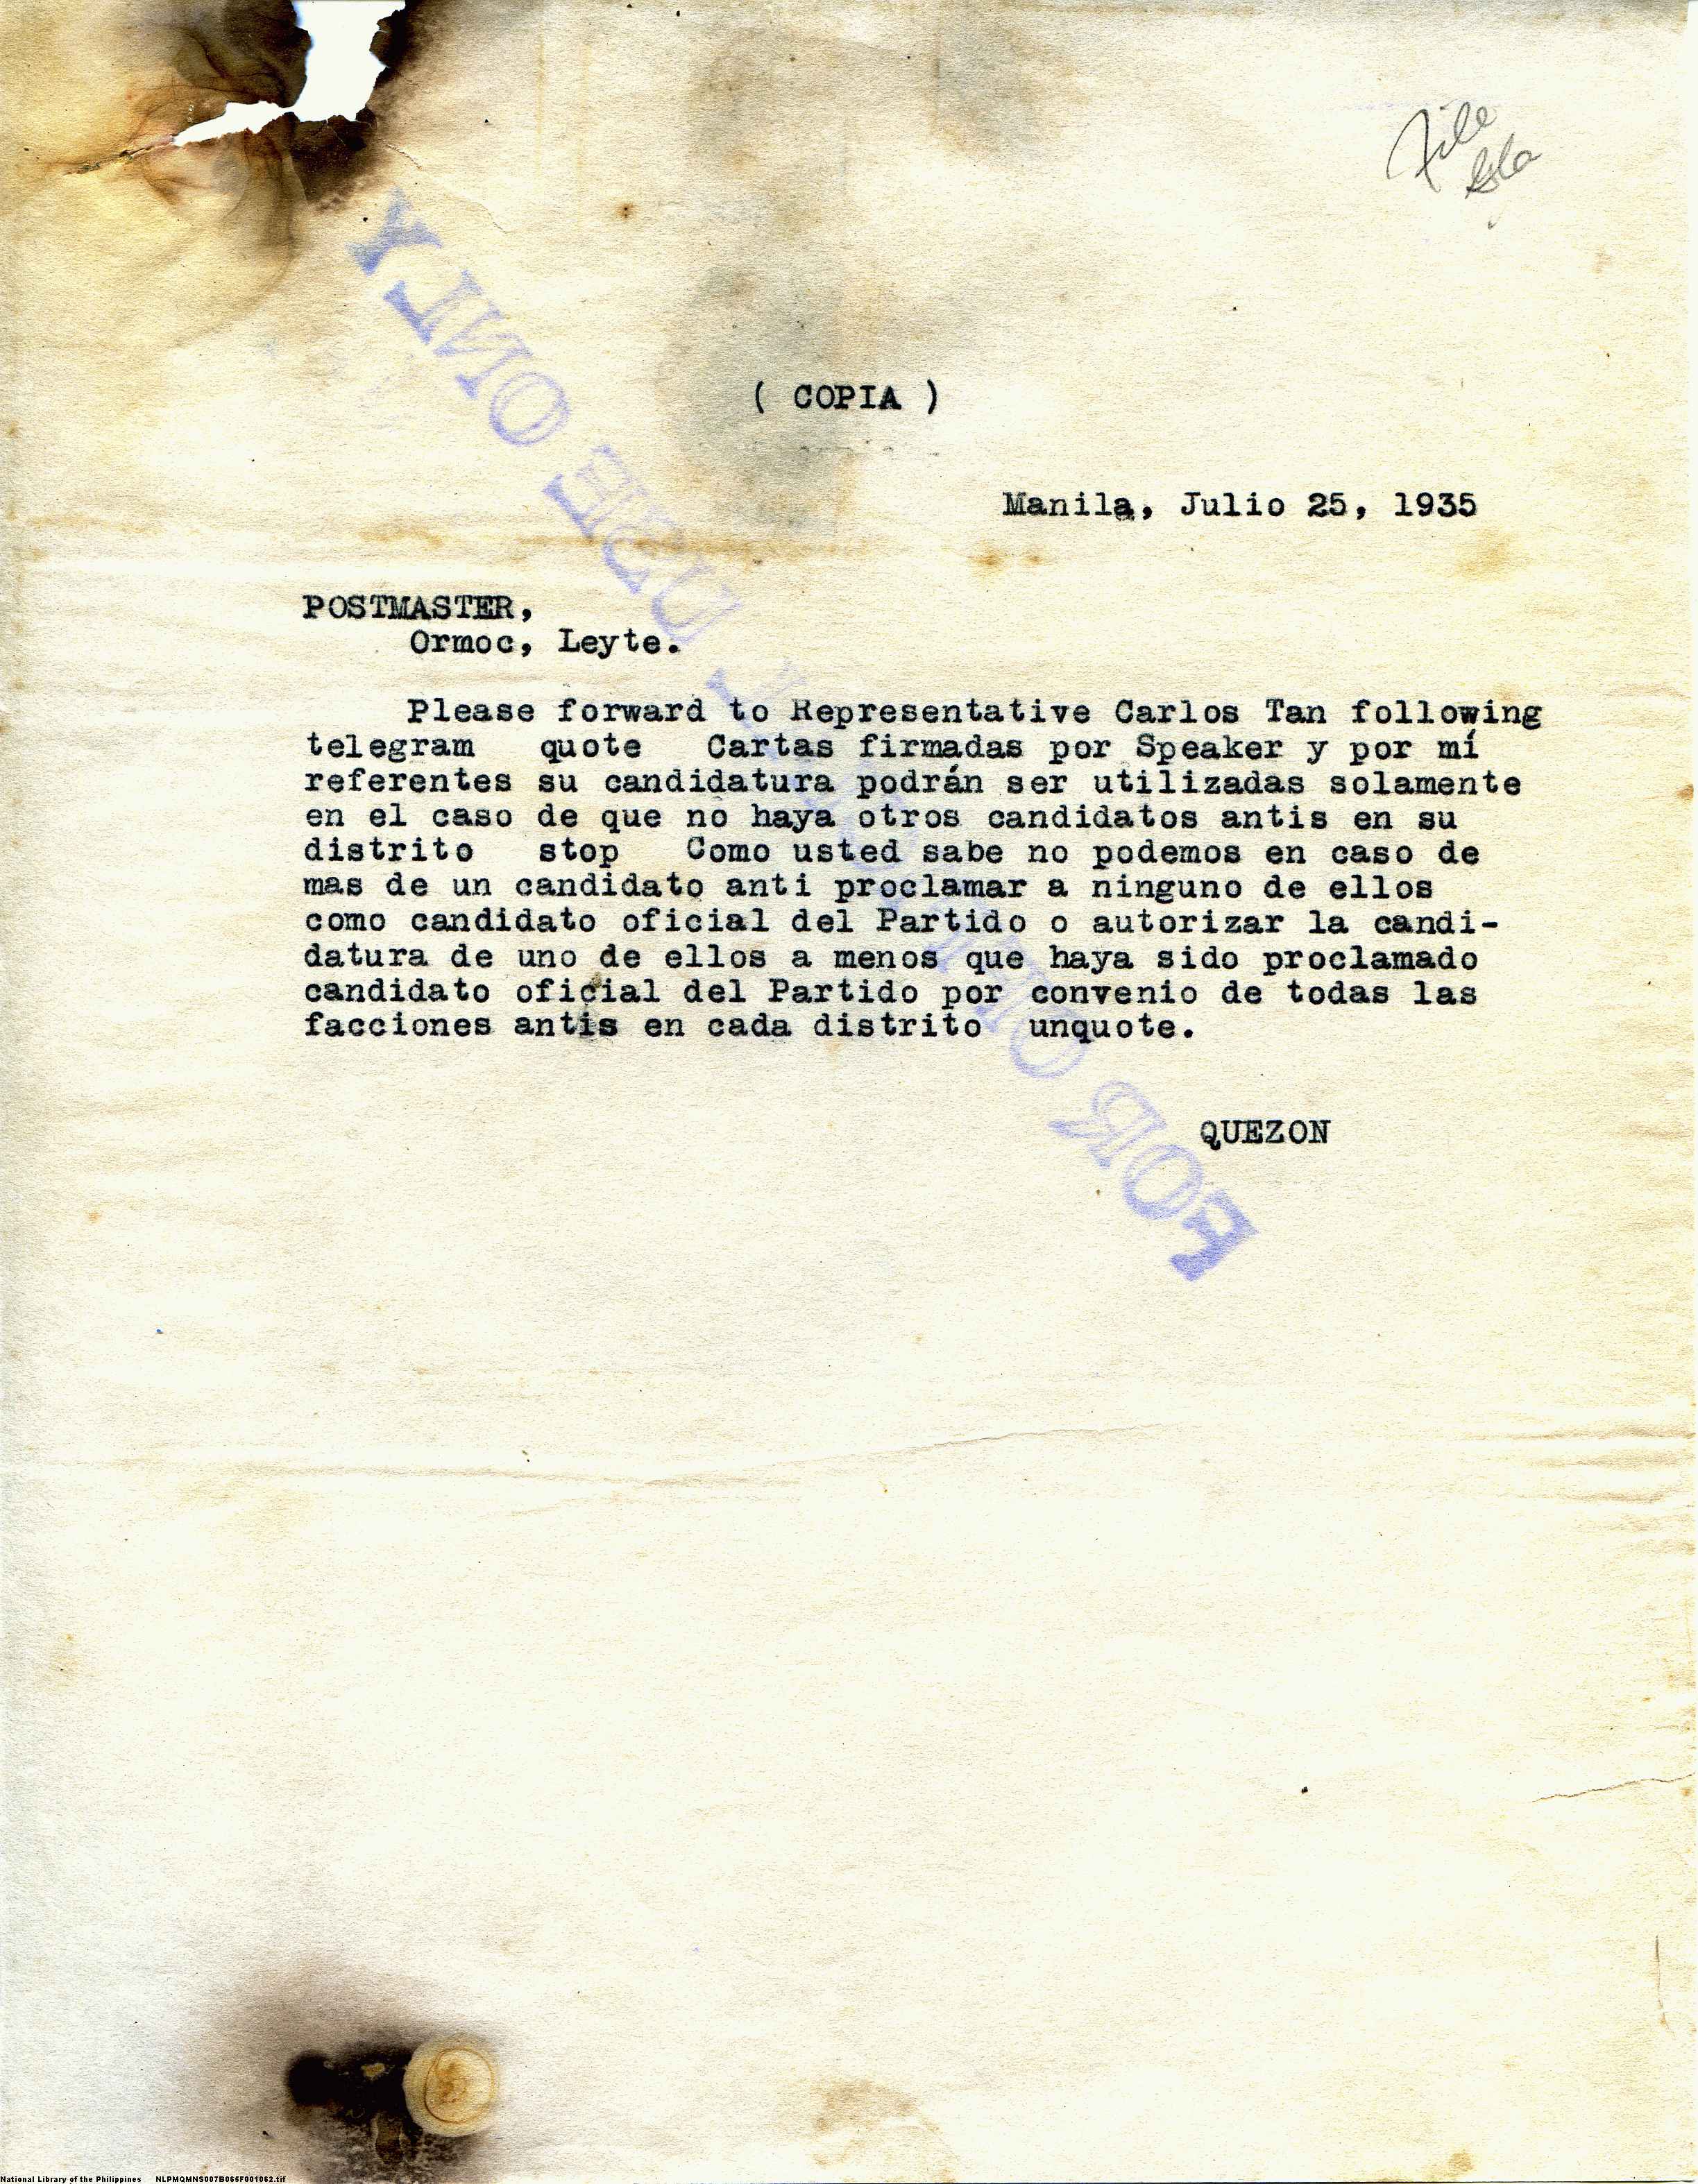 File
( COPIA )
Manila, Julio 25, 1935
POSTMASTER,
Ormoc, Leyte.
Please forward to Representative Carlos Tan following
telegram quote Cartas firmadas por Speaker y por mí
referentes su candidatura podrán ser utilizadas solamente
en el caso de que no haya otros candidatos antis en su
distrito stop Como usted sabe no podemos en caso de
mas de un candidato anti proclamar a ninguno de ellos
como candidato oficial del Partido o autorizar la candi-
datura de uno de ellos a menos que haya sido proclamado
candidato oficial del Partido por convenio de todas las
facciones antis en cada distrito unquote.
QUEZON
FOR USE ONLY
National Library of the Philippines NLPMQMNS007B066F001062.tif